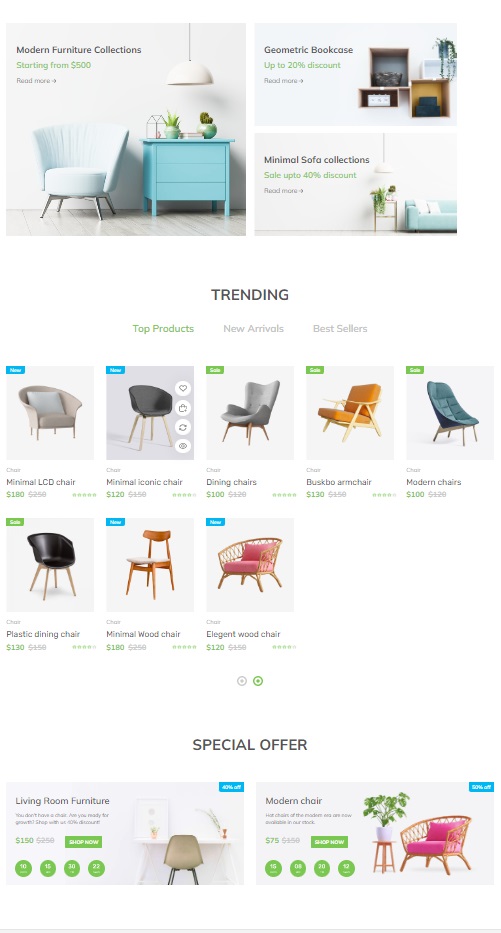 Modern Furniture Collections
Starting from $500
Read more →
Geometric Bookcase
Up to 20% discount
Read more →
Minimal Sofa collections
Sale upto 40% discount
Read more →
TRENDING
Top Products New Arrivals Best Sellers
New New Sale Sale
Chair Chair Chair Chair Chair
Minimal LCD chair Minimal iconic chair Dining chairs Buskbo armchair Modern chairs
$180 $250 $120 $150 $100 $120 $130 $150 $100 $120
Sale New New
Chair Chair Chair
Plastic dining chair Minimal Wood chair Elegent wood chair
$130 $150 $180 $250 $120 $150
SPECIAL OFFER
40% off
Living Room Furniture
You don't have a chair. Are you ready for
growth? Shop with us 40% discount!
$150 $250 SHOP NOW
10 15 30 23
50% off
Modern chair
Hot chairs of the modern era are now
available in our stock.
$75 $150 SHOP NOW
10 08 20 12